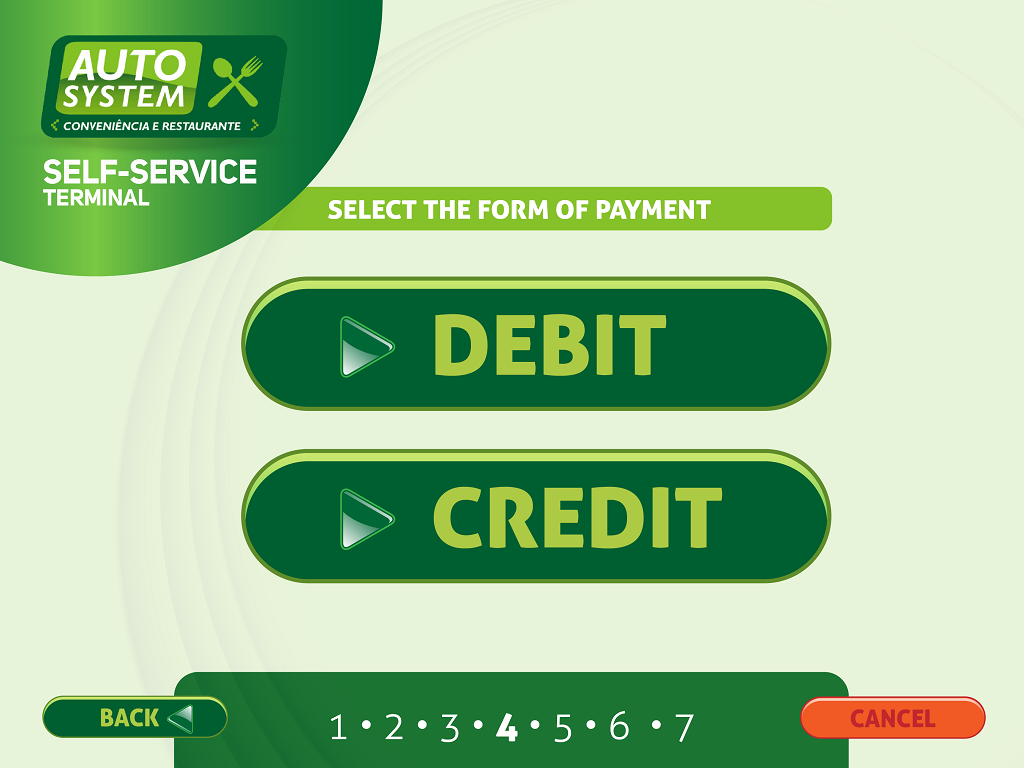 AUTO
SYSTEM
CONVENIÊNCIA E RESTAURANTE
SELF-SERVICE
TERMINAL
SELECT THE FORM OF PAYMENT
DEBIT
CREDIT
BACK
1 • 2 • 3 • 4 • 5 • 6 • 7
CANCEL